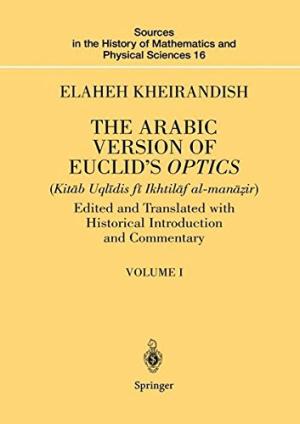 Sources
in the History of Mathematics and
Physical Sciences 16
ELAHEH KHEIRANDISH
THE ARABIC
VERSION OF
EUCLID'S OPTICS
(Kitāb Uqlīdis fī Ikhtilāf al-manāẓir)
Edited and Translated with
Historical Introduction
and Commentary
VOLUME I
Springer